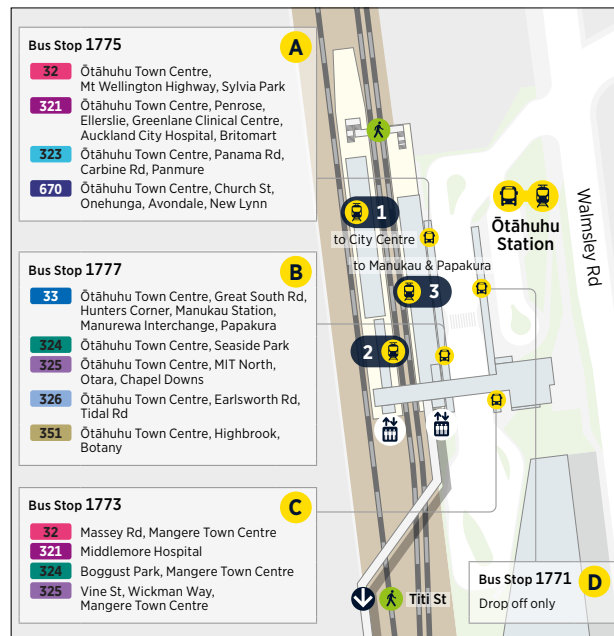 Bus Stop 1775
A
32
Ōtāhuhu Town Centre,
Mt Wellington Highway, Sylvia Park
321
Ōtāhuhu Town Centre, Penrose,
Ellerslie, Greenlane Clinical Centre,
Auckland City Hospital, Britomart
323
Ōtāhuhu Town Centre, Panama Rd,
Carbine Rd, Panmure
670
Ōtāhuhu Town Centre, Church St,
Onehunga, Avondale, New Lynn
Bus Stop 1777
B
33
Ōtāhuhu Town Centre, Great South Rd,
Hunters Corner, Manukau Station,
Manurewa Interchange, Papakura
324
Ōtāhuhu Town Centre, Seaside Park
325
Ōtāhuhu Town Centre, MIT North,
Otara, Chapel Downs
326
Ōtāhuhu Town Centre, Earlsworth Rd,
Tidal Rd
351
Ōtāhuhu Town Centre, Highbrook,
Botany
Bus Stop 1773
C
32
Massey Rd, Mangere Town Centre
321
Middlemore Hospital
324
Boggust Park, Mangere Town Centre
325
Vine St, Wickman Way,
Mangere Town Centre
1
to City Centre
to Manukau & Papakura
3
2
Ōtāhuhu
Station
Walmsley Rd
Titi St
Bus Stop 1771
D
Drop off only